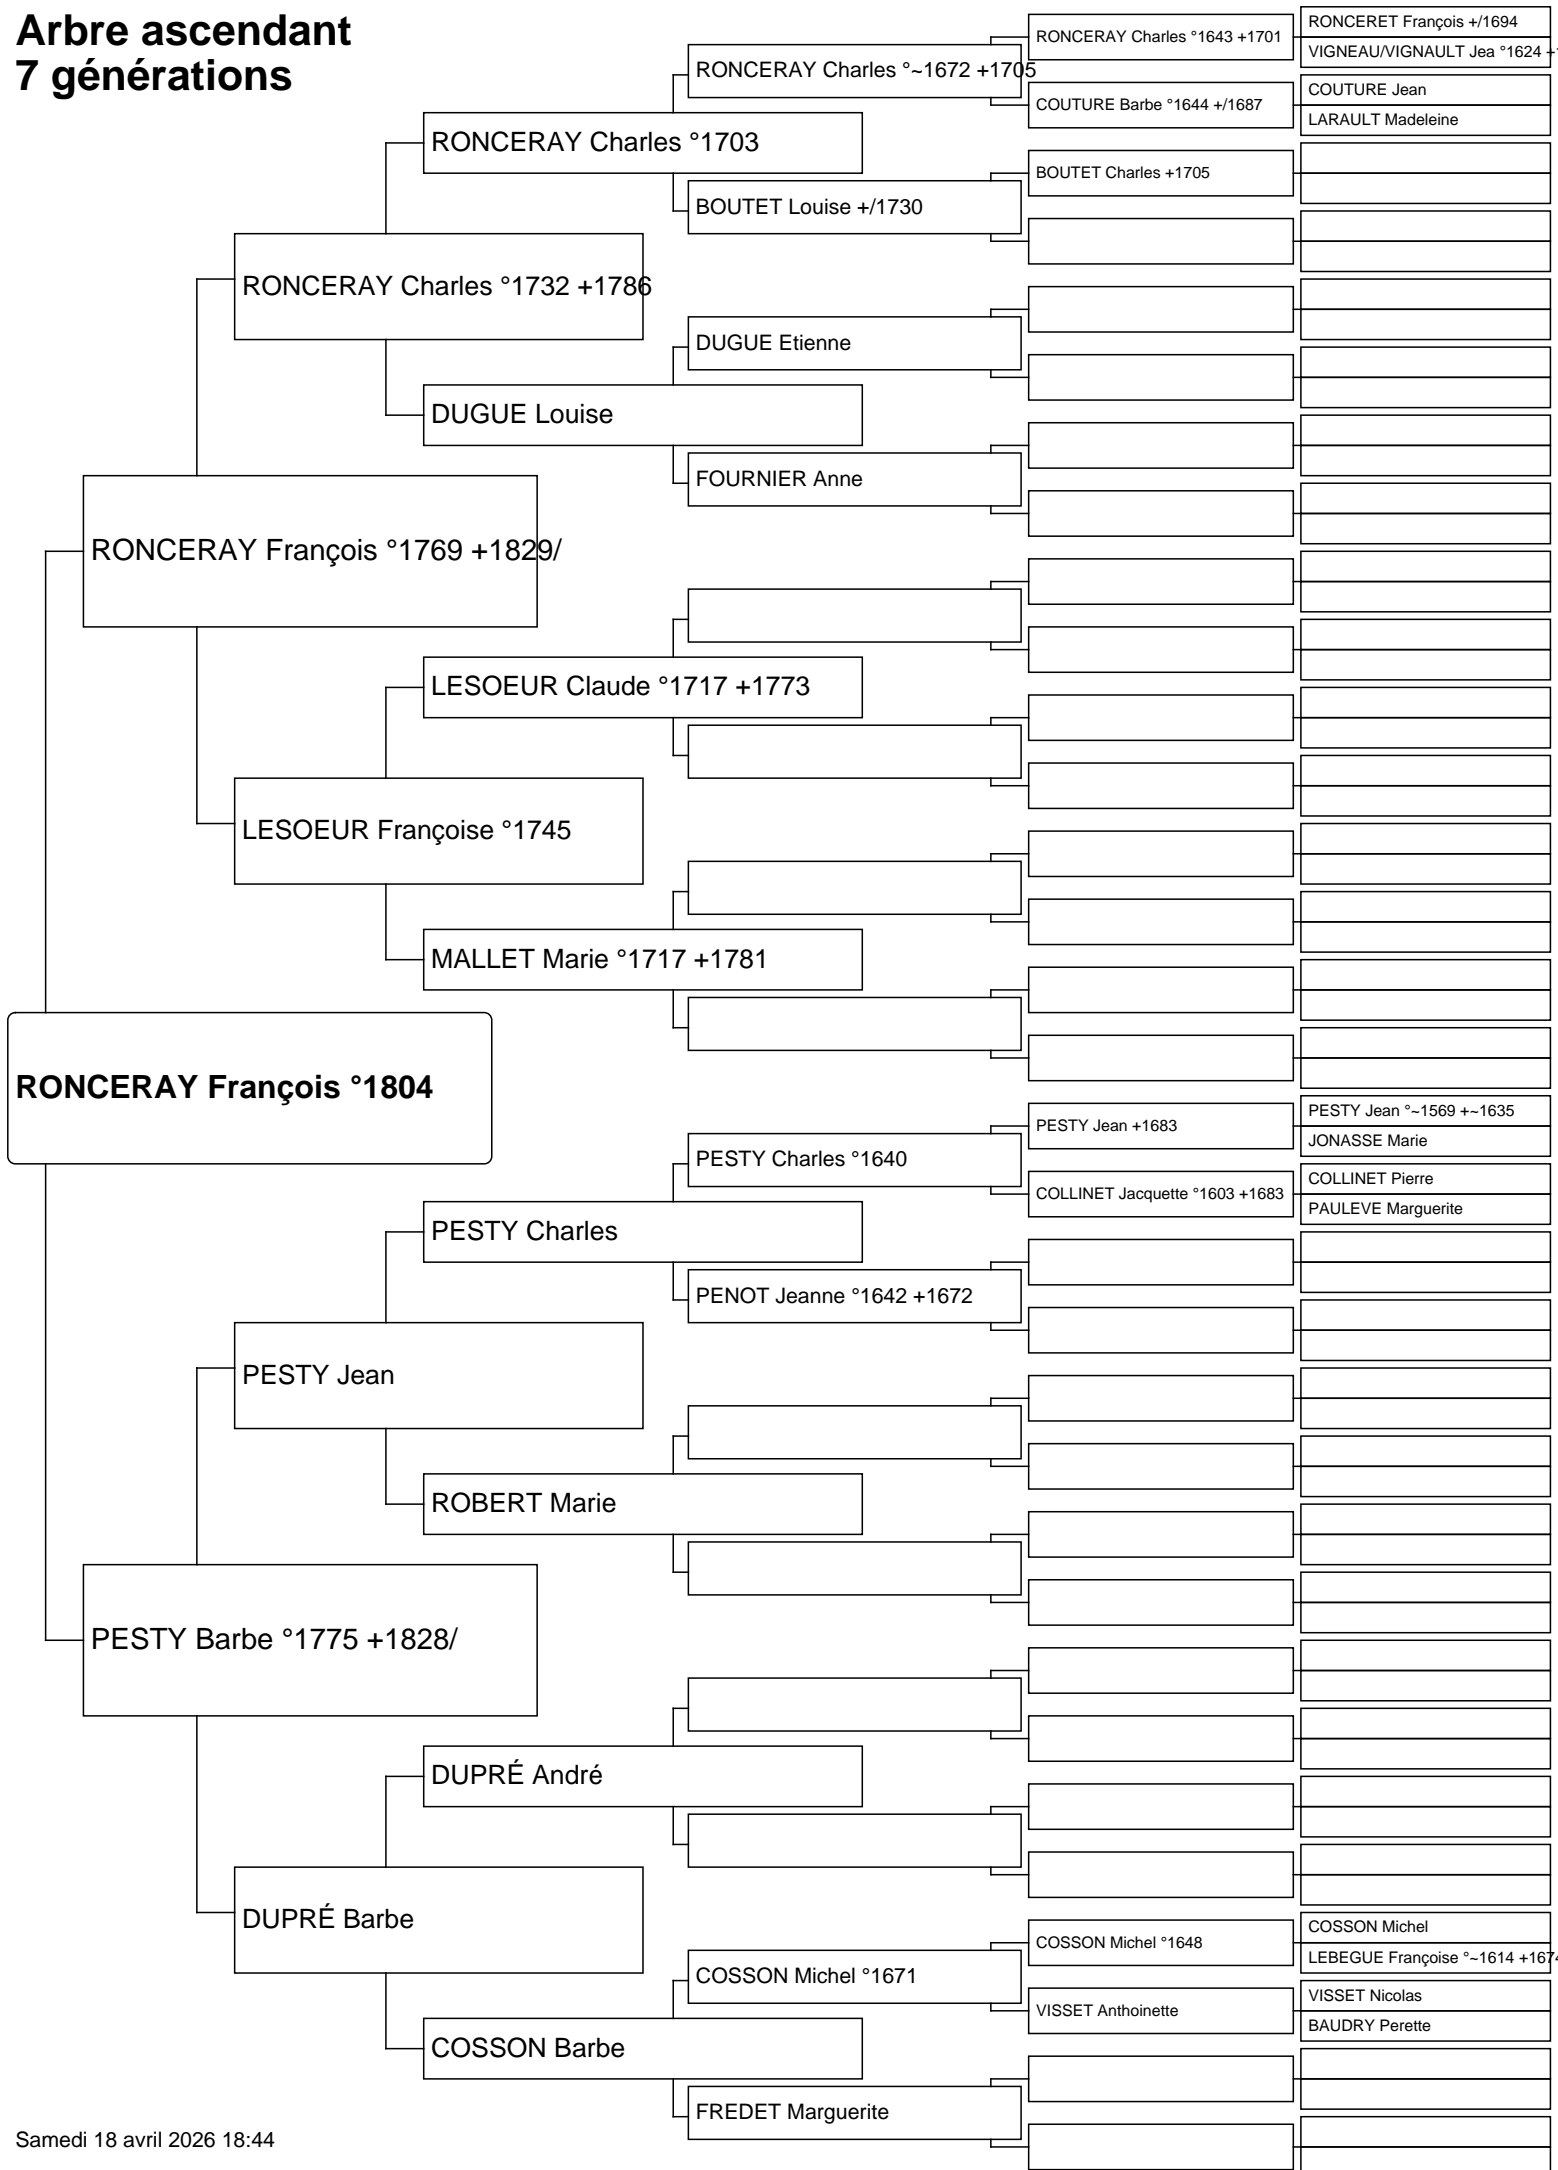 Arbre ascendant
7 générations
RONCERAY Charles °1643 +1701
RONCERET François +/1694
VIGNEAU/VIGNAULT Jea °1624 +
RONCERAY Charles °~1672 +1705
COUTURE Barbe °1644 +/1687
COUTURE Jean
LARAULT Madeleine
RONCERAY Charles °1703
BOUTET Charles +1705
BOUTET Louise +/1730
RONCERAY Charles °1732 +1786
DUGUE Etienne
DUGUE Louise
FOURNIER Anne
RONCERAY François °1769 +1829/
LESOEUR Claude °1717 +1773
LESOEUR Françoise °1745
MALLET Marie °1717 +1781
RONCERAY François °1804
PESTY Jean +1683
PESTY Jean °~1569 +~1635
JONASSE Marie
PESTY Charles °1640
COLLINET Jacquette °1603 +1683
COLLINET Pierre
PAULEVE Marguerite
PESTY Charles
PENOT Jeanne °1642 +1672
PESTY Jean
ROBERT Marie
PESTY Barbe °1775 +1828/
DUPRÉ André
DUPRÉ Barbe
COSSON Michel °1648
COSSON Michel
LEBEGUE Françoise °~1614 +1674
COSSON Michel °1671
VISSET Anthoinette
VISSET Nicolas
BAUDRY Perette
COSSON Barbe
FREDET Marguerite
Samedi 18 avril 2026 18:44